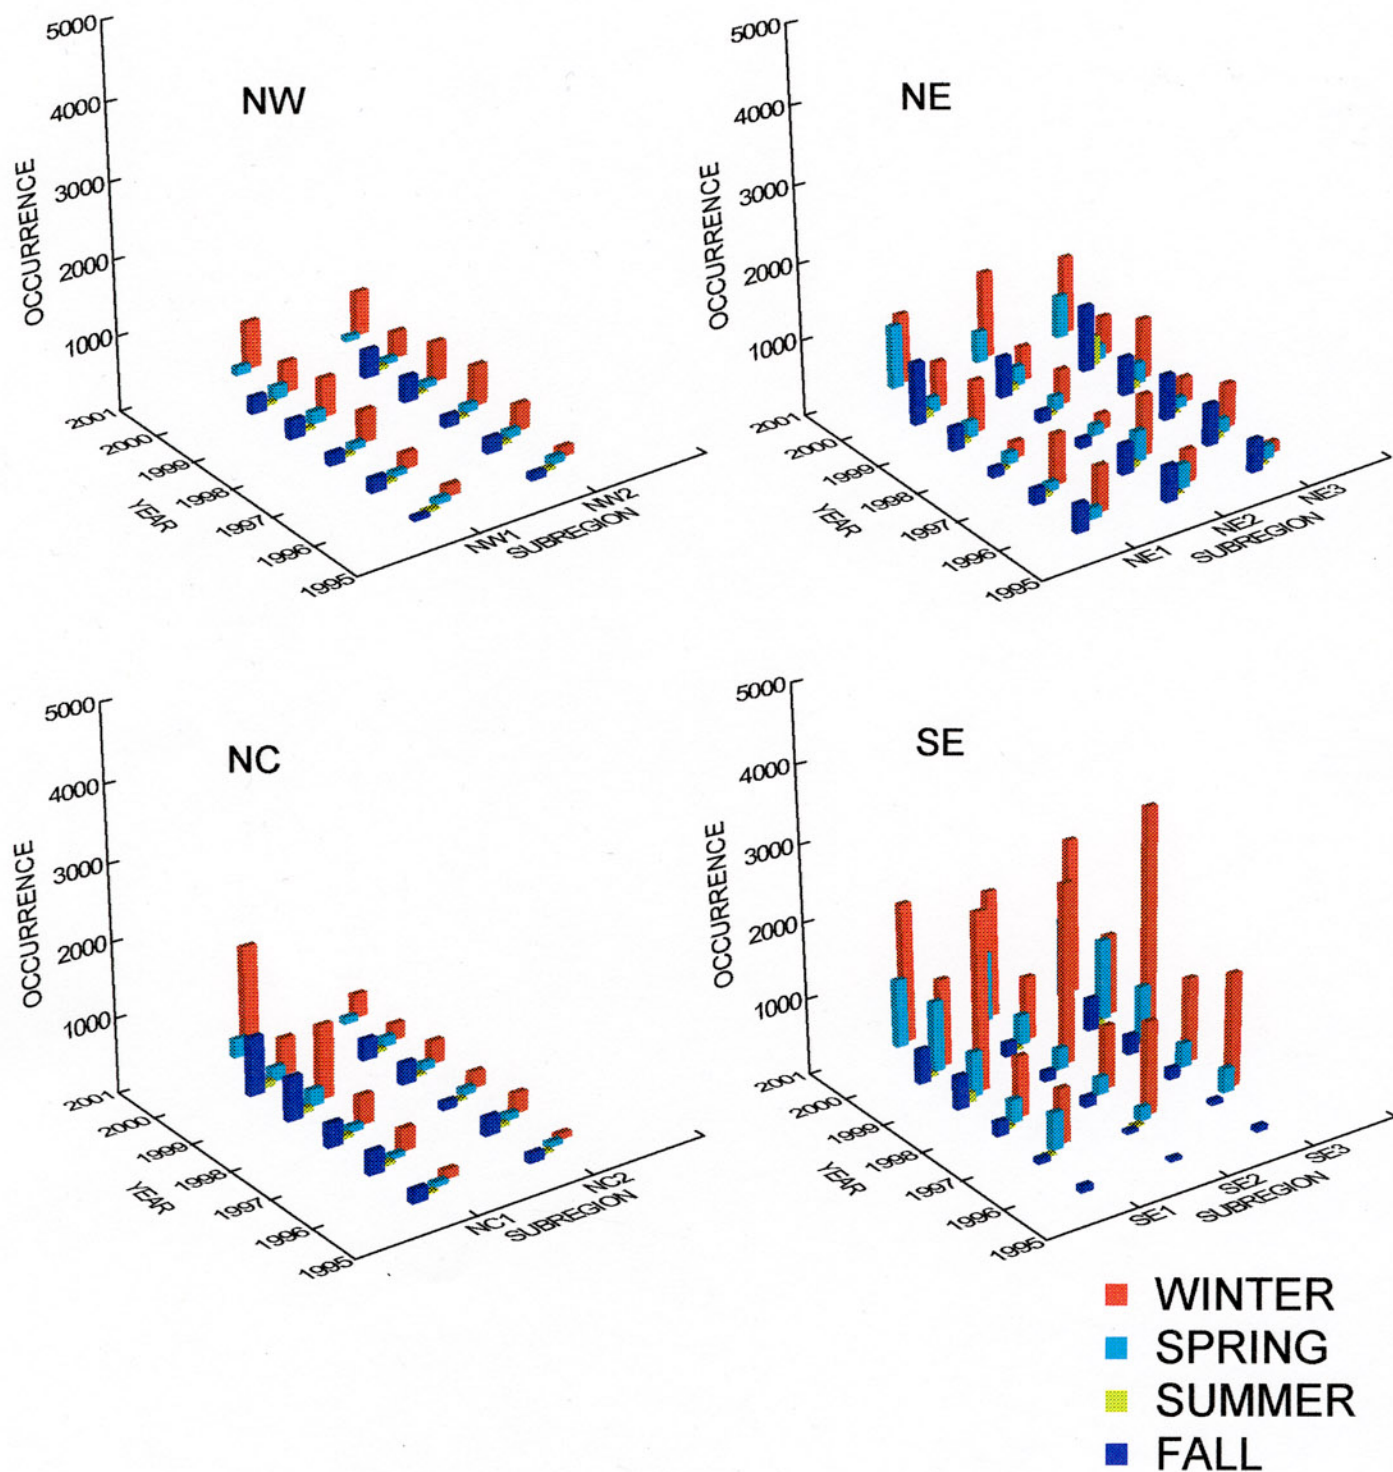 NW
5000
4000
3000
2000
1000
OCCURRENCE
2001
2000
1999
1998
1997
1996
1995
YEAR
NW1
NW2
SUBREGION
NE
5000
4000
3000
2000
1000
OCCURRENCE
2001
2000
1999
1998
1997
1996
1995
YEAR
NE1
NE2
NE3
SUBREGION
NC
5000
4000
3000
2000
1000
OCCURRENCE
2001
2000
1999
1998
1997
1996
1995
YEAR
NC1
NC2
SUBREGION
SE
5000
4000
3000
2000
1000
OCCURRENCE
2001
2000
1999
1998
1997
1996
1995
YEAR
SE1
SE2
SE3
SUBREGION
WINTER
SPRING
SUMMER
FALL